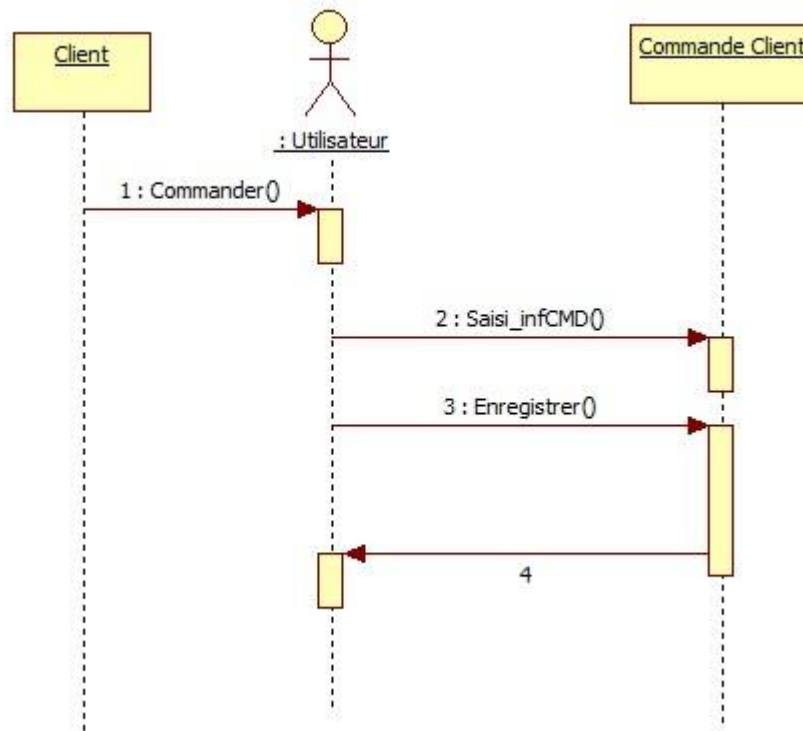 Client
: Utilisateur
Commande Client
1 : Commander()
2 : Saisi_infCMD()
3 : Enregistrer()
4